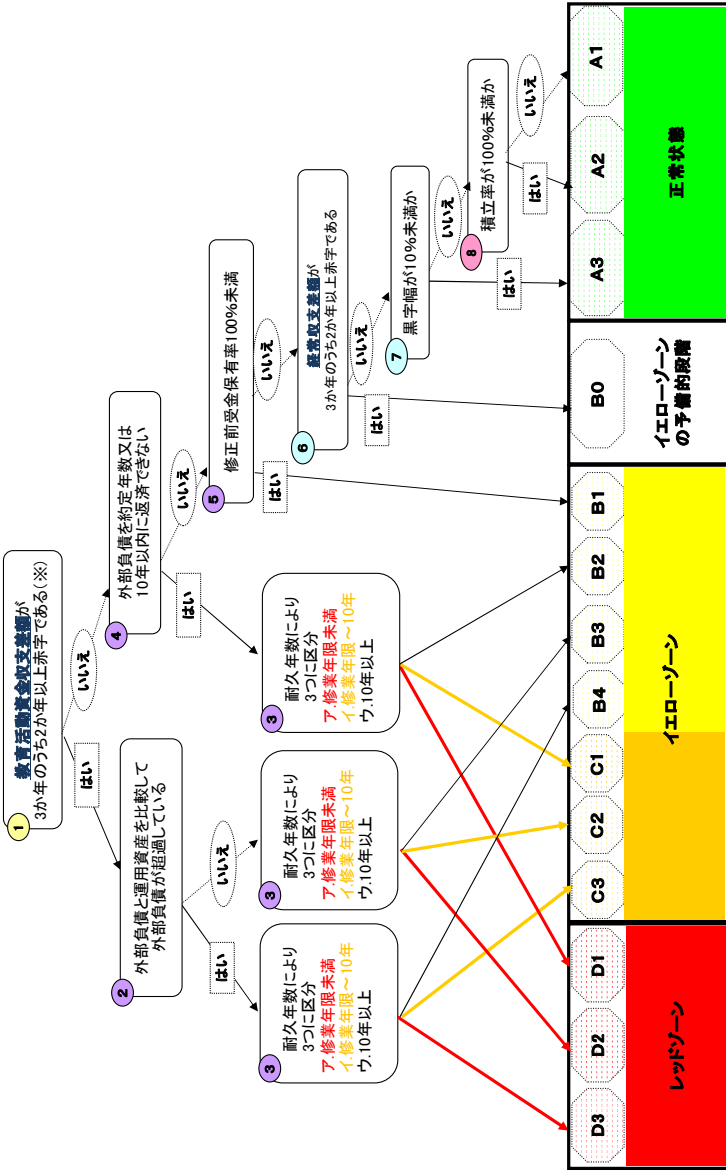 1
教育活動資金収支差額が
3か年のうち2か年以上赤字である(※)
はい
いいえ
2
外部負債と運用資産を比較して
外部負債が超過している
はい
いいえ
4
外部負債を約定年数又は
10年以内に返済できない
はい
いいえ
3
耐久年数により
3つに区分
ア.修業年限未満
イ.修業年限~10年
ウ.10年以上
3
耐久年数により
3つに区分
ア.修業年限未満
イ.修業年限~10年
ウ.10年以上
3
耐久年数により
3つに区分
ア.修業年限未満
イ.修業年限~10年
ウ.10年以上
5
修正前受金保有率100%未満
はい
いいえ
6
経常収支差額が
3か年のうち2か年以上赤字である
はい
いいえ
7
黒字幅が10%未満か
はい
いいえ
8
積立率が100%未満か
はい
いいえ
D3
D2
D1
C3
C2
C1
B4
B3
B2
B1
B0
A3
A2
A1
レッドゾーン
イエローゾーン
イエローゾーン
の予備的段階
正常状態